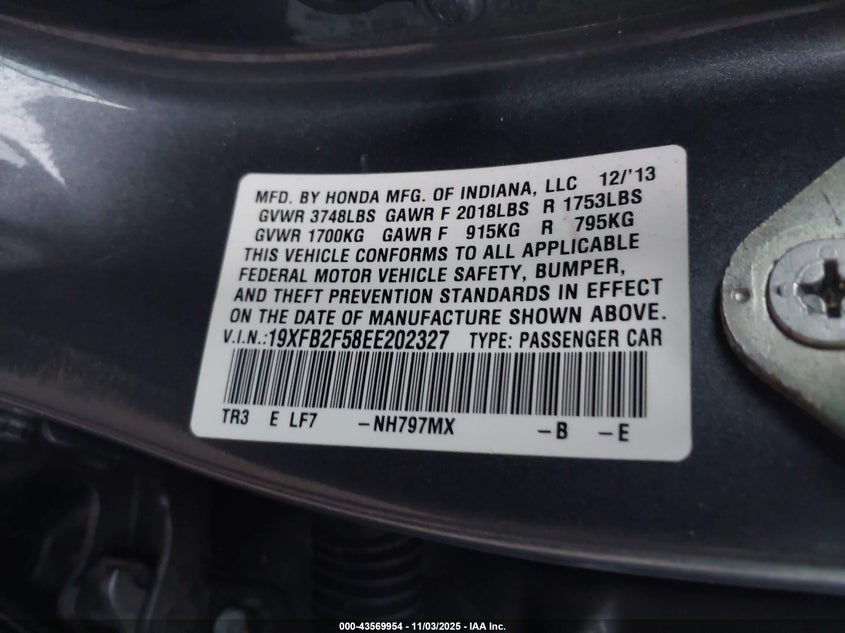 MFD. BY HONDA MFG. OF INDIANA, LLC 12/'13
GVWR 3748LBS GAWR F 2018LBS R 1753LBS
GVWR 1700KG GAWR F 915KG R 795KG
THIS VEHICLE CONFORMS TO ALL APPLICABLE
FEDERAL MOTOR VEHICLE SAFETY, BUMPER,
AND THEFT PREVENTION STANDARDS IN EFFECT
ON THE DATE OF MANUFACTURE SHOWN ABOVE.
V.I.N.:19XFB2F58EE202327 TYPE: PASSENGER CAR
TR3 E LF7 -NH797MX -B -E
000-43569954 - 11/03/2025 - IAA Inc.